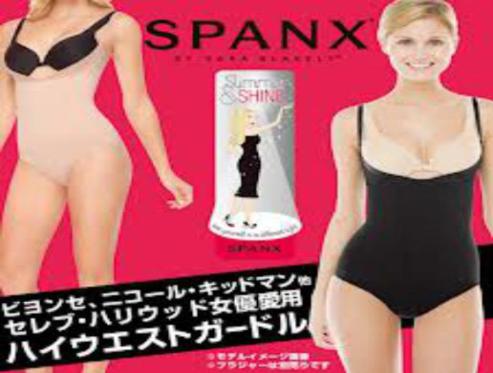 SPANX
BY SARA BLAKELY
Slimmer
& SHINE
SPANX
ビヨンセ、ニコール・キッドマン他
セレブ・ハリウッド女優愛用
ハイウエストガードル
※モデルイメージ画像
※ブラジャーは別売りです